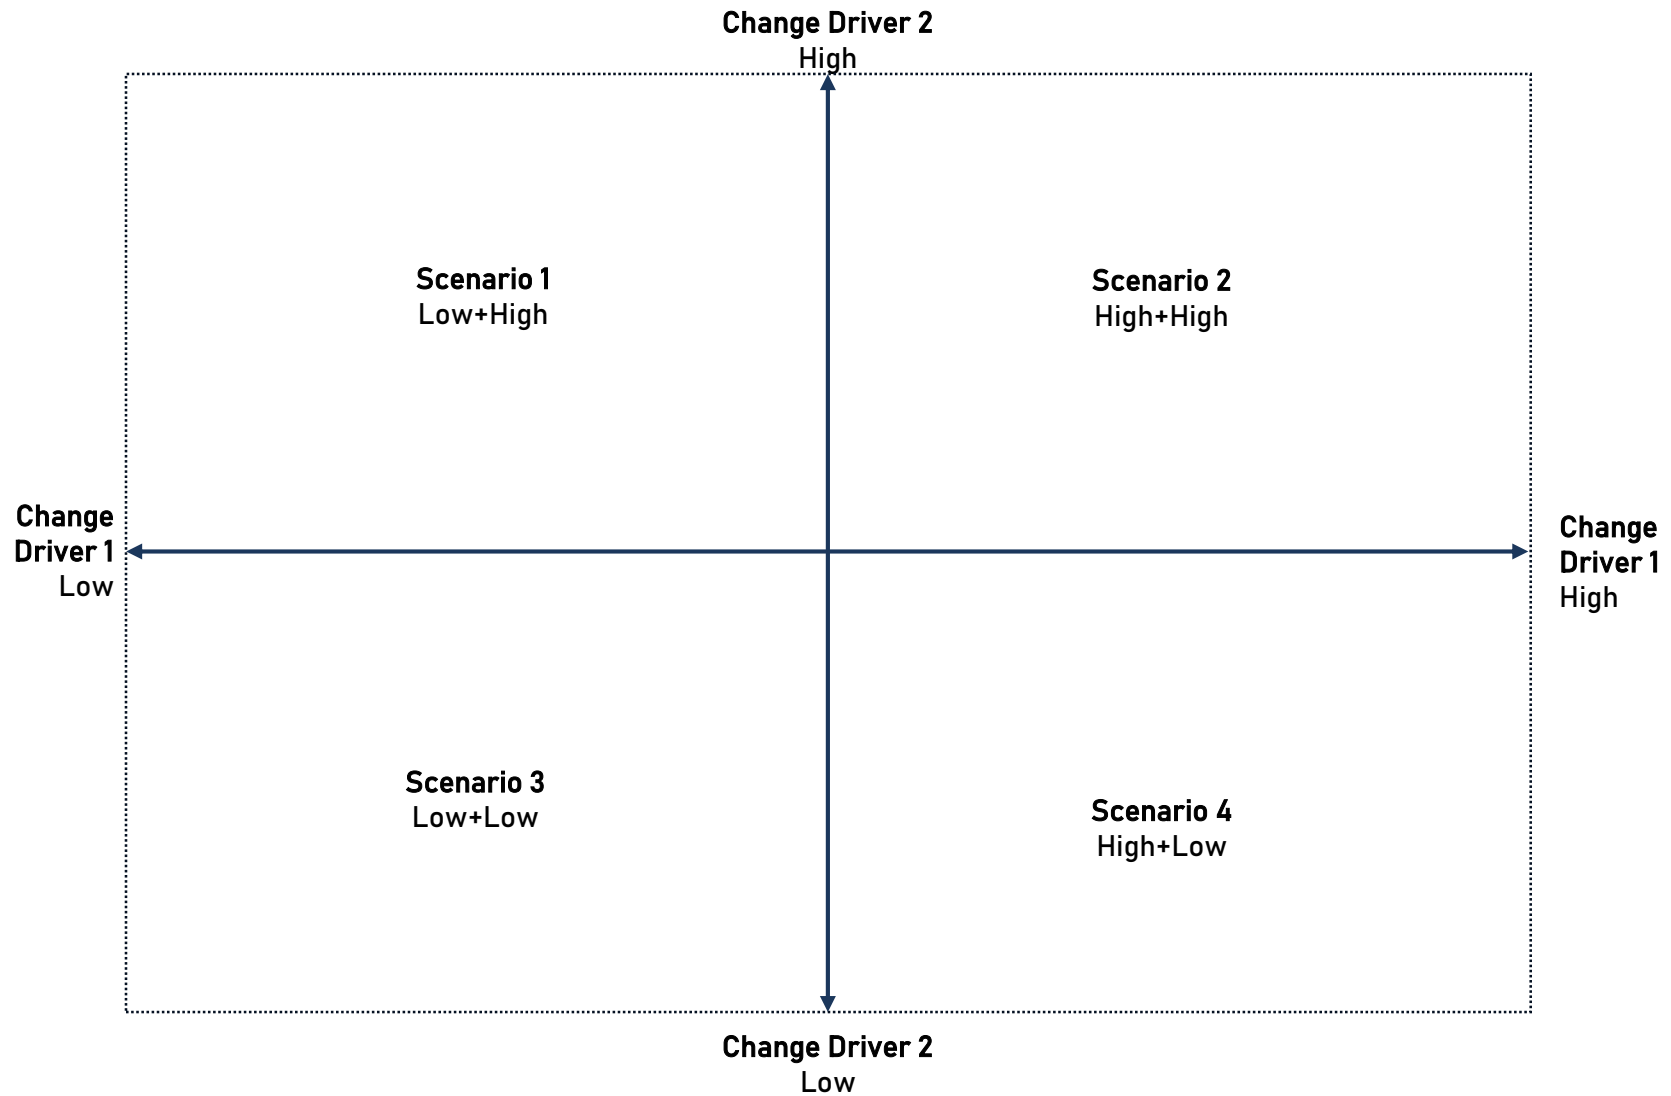 Change Driver 2
High
Scenario 1
Low+High
Scenario 2
High+High
Change
Driver 1
Low
Change
Driver 1
High
Scenario 3
Low+Low
Scenario 4
High+Low
Change Driver 2
Low